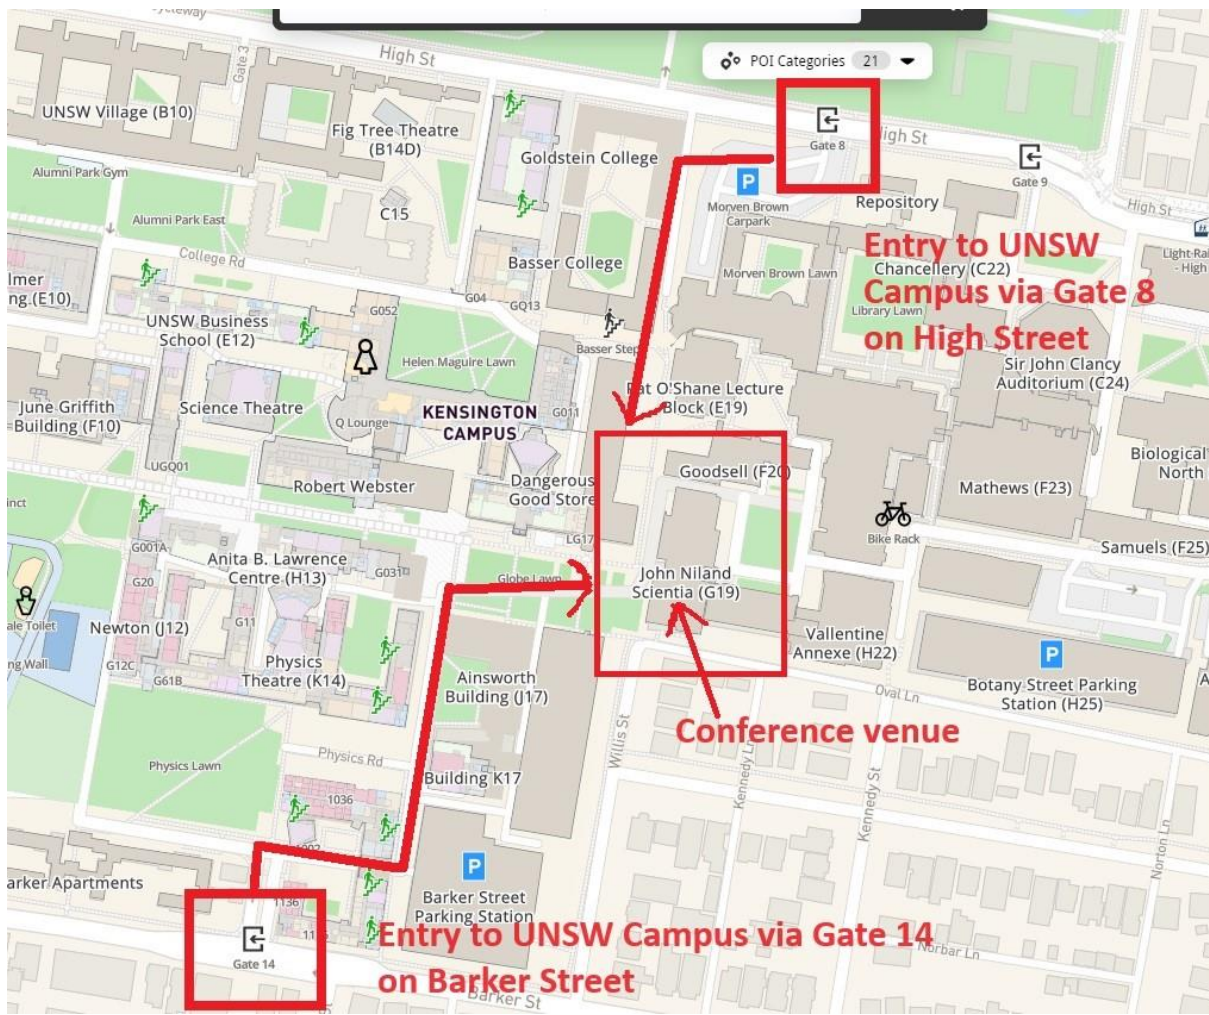 High St
POI Categories 21
Gate 3
UNSW Village (B10)
Fig Tree Theatre
(B14D)
Goldstein College
Gate 8
High St
Gate 9
Alumni Park Gym
P
Morven Brown
Carpark
Repository
High St
C15
Alumni Park East
College Rd
Basser College
Morven Brown Lawn
Entry to UNSW
Campus via Gate 8
on High Street
Chancellery (C22)
Library Lawn
G04
GQ13
G052
UNSW Business
School (E12)
Basser Step
Helen Maguire Lawn
Sir John Clancy
Auditorium (C24)
June Griffith
Building (F10)
Science Theatre
Q Lounge
KENSINGTON
CAMPUS
G011
O'Shane Lecture
Block (E19)
UGQ01
Robert Webster
Dangerous
Good Store
Goodsell (F20)
Mathews (F23)
Biological
North
LG17
Bike Rack
Samuels (F25)
G001A
Anita B. Lawrence
Centre (H13)
G031
G20
Globe Lawn
John Niland
Scientia (G19)
Newton (J12)
G11
G12C
G61B
Physics
Theatre (K14)
Ainsworth
Building (J17)
Vallentine
Annexe (H22)
P
Botany Street Parking
Station (H25)
Oval Ln
Conference venue
Willis St
Kennedy Ln
Kennedy St
Physics Rd
Physics Lawn
Building K17
1036
Norton Ln
P
Barker Street
Parking Station
Apartments
1136
Gate 14
Entry to UNSW Campus via Gate 14
on Barker Street
Norbar Ln
Barker St